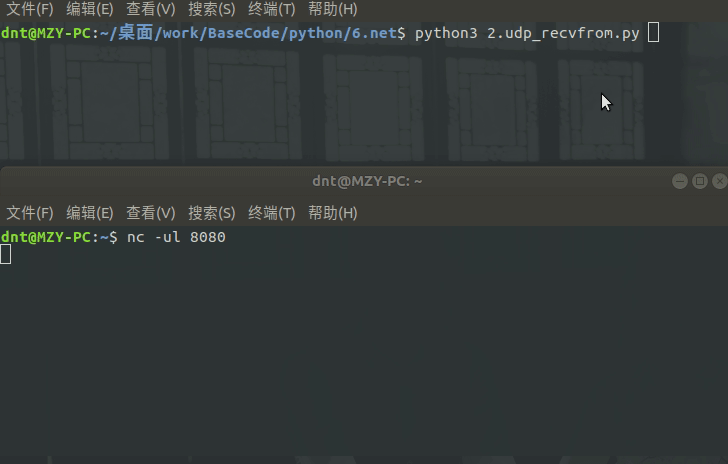 文件(F) 编辑(E) 查看(V) 搜索(S) 终端(T) 帮助(H)
dnt@MZY-PC:~/桌面/work/BaseCode/python/6.net$ python3 2.udp_recvfrom.py
dnt@MZY-PC: ~
文件(F) 编辑(E) 查看(V) 搜索(S) 终端(T) 帮助(H)
dnt@MZY-PC:~$ nc -ul 8080